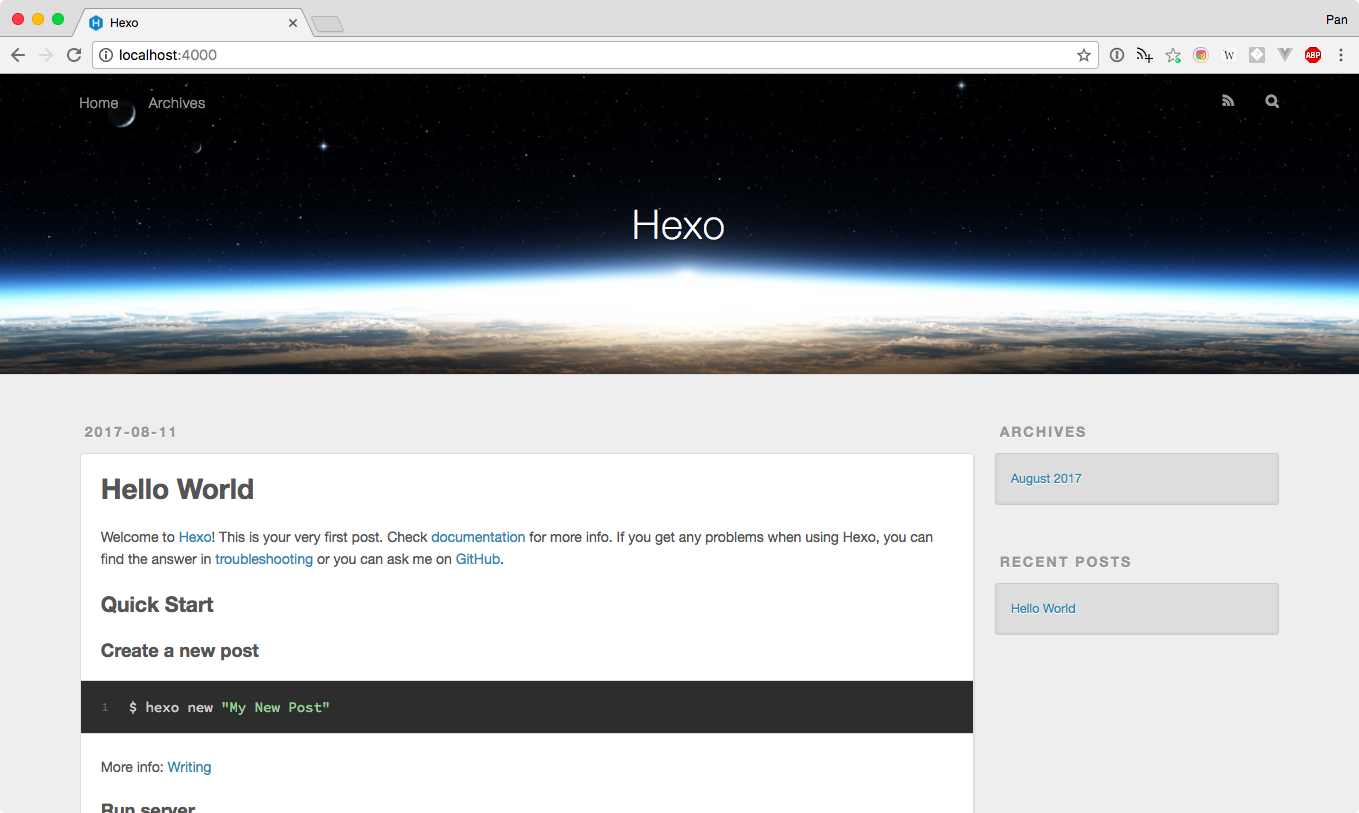 Hexo
Pan
localhost:4000
W
ABP
Home
Archives
Hexo
2017-08-11
ARCHIVES
August 2017
Hello World
Welcome to Hexo! This is your very first post. Check documentation for more info. If you get any problems when using Hexo, you can
find the answer in troubleshooting or you can ask me on GitHub.
RECENT POSTS
Hello World
Quick Start
Create a new post
1 $ hexo new "My New Post"
More info: Writing
Run server